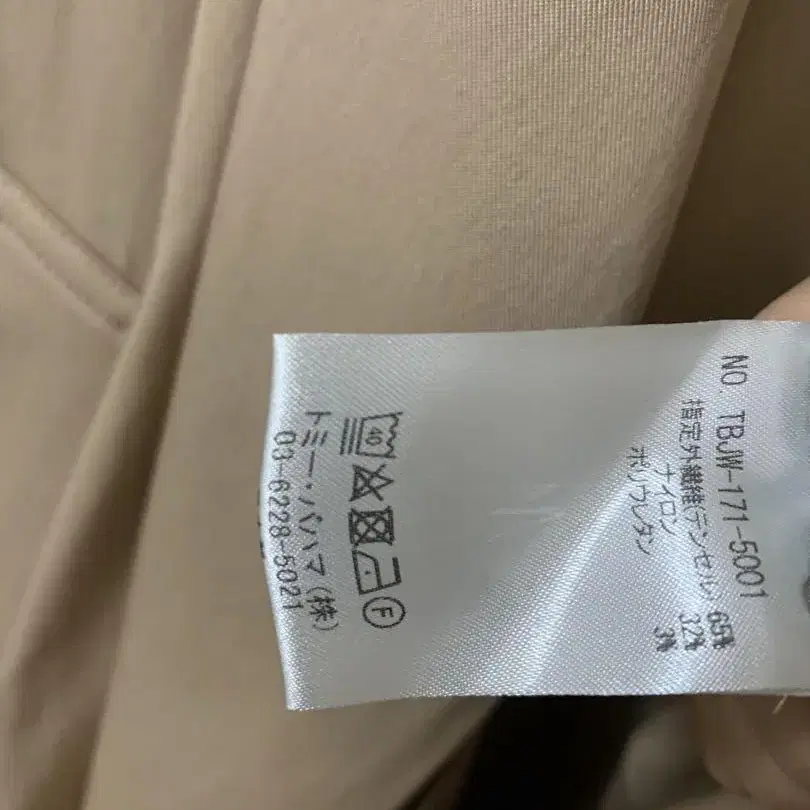 NO. TBJW-171-5001
指定外繊維(テンセル) 65%
ナイロン 32%
ポリウレタン 3%
40
F
トミー・バハマ(株)
03-6228-5021